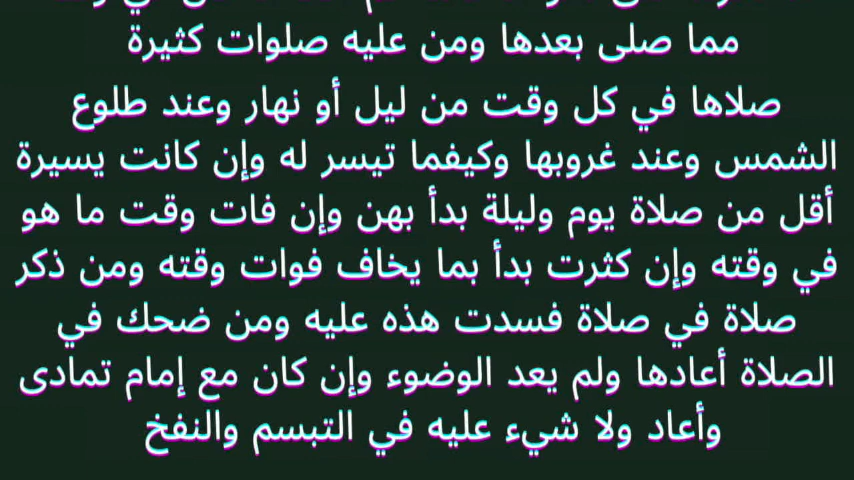 مما صلى بعدها ومن عليه صلوات كثيرة
صلاها في كل وقت من ليل أو نهار وعند طلوع
الشمس وعند غروبها وكيفما تيسر له وإن كانت يسيرة
أقل من صلاة يوم وليلة بدأ بهن وإن فات وقت ما هو
في وقته وإن كثرت بدأ بما يخاف فوات وقته ومن ذكر
صلاة في صلاة فسدت هذه عليه ومن ضحك في
الصلاة أعادها ولم يعد الوضوء وإن كان مع إمام تمادى
وأعاد ولا شيء عليه في التبسم والنفخ